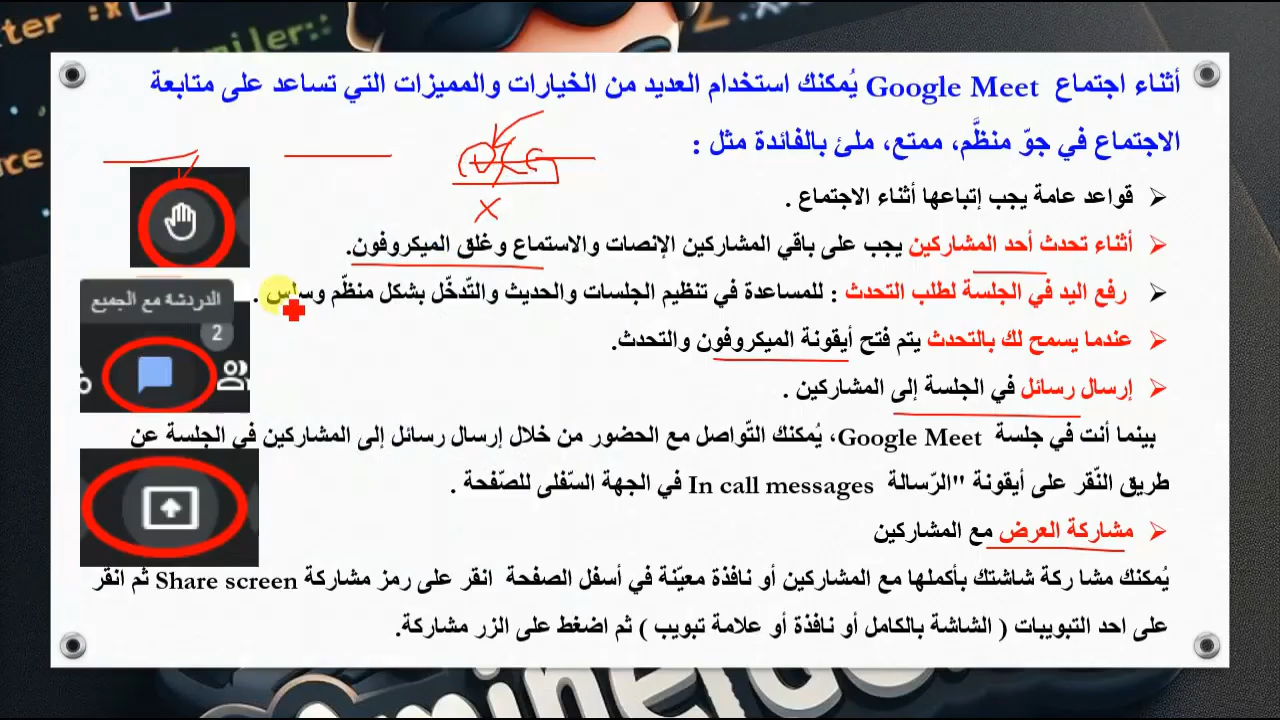 أثناء اجتماع Google Meet يُمكنك استخدام العديد من الخيارات والمميزات التي تساعد على متابعة
الاجتماع في جوّ منظَّم، ممتع، ملئ بالفائدة مثل :
قواعد عامة يجب إتباعها أثناء الاجتماع .
أثناء تحدث أحد المشاركين يجب على باقي المشاركين الإنصات والاستماع وغلق الميكروفون.
رفع اليد في الجلسة لطلب التحدث : للمساعدة في تنظيم الجلسات والحديث والتّدخّل بشكل منظّم وسلس .
الدردشة مع الجميع
2
عندما يسمح لك بالتحدث يتم فتح أيقونة الميكروفون والتحدث.
إرسال رسائل في الجلسة إلى المشاركين .
بينما أنت في جلسة Google Meet، يُمكنك التّواصل مع الحضور من خلال إرسال رسائل إلى المشاركين في الجلسة عن
طريق النّقر على أيقونة "الرّسالة In call messages في الجهة السّفلى للصّفحة .
مشاركة العرض مع المشاركين
يُمكنك مشاركة شاشتك بأكملها مع المشاركين أو نافذة معيّنة في أسفل الصفحة انقر على رمز مشاركة Share screen ثم انقر
على احد التبويبات ( الشاشة بالكامل أو نافذة أو علامة تبويب ) ثم اضغط على الزر مشاركة.